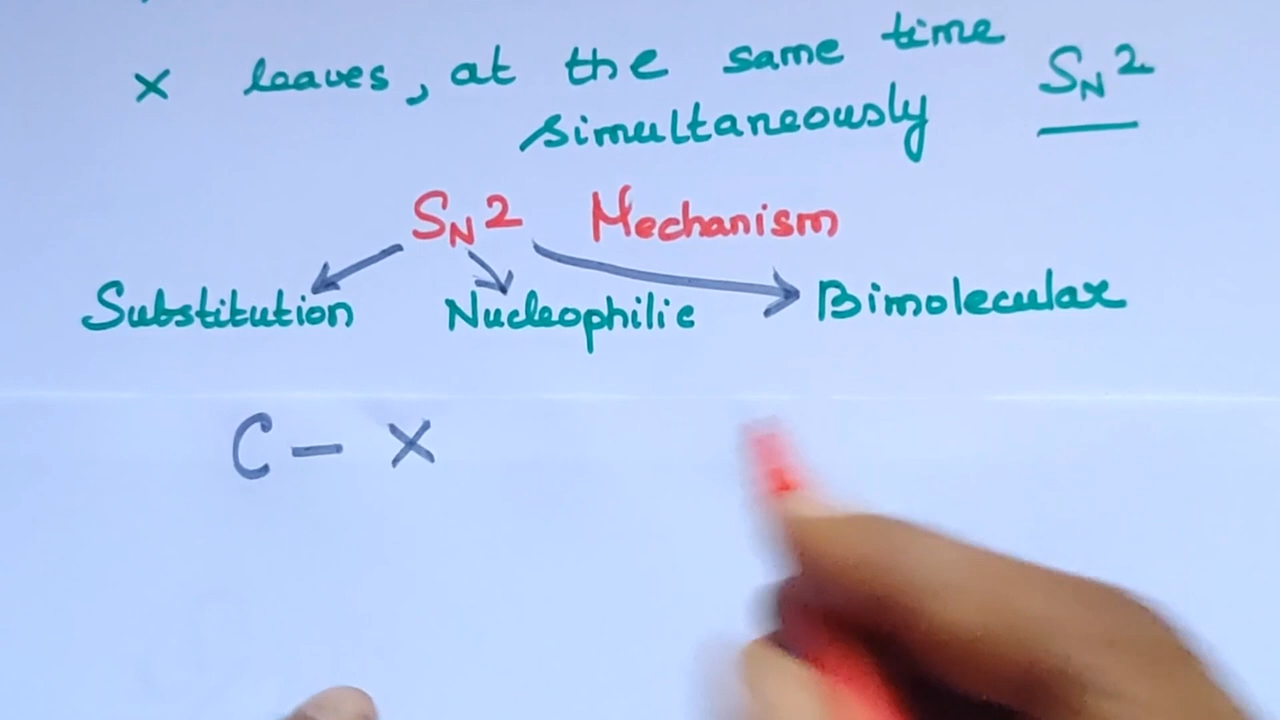 X leaves, at the same time
simultaneously
SN2
SN2 Mechanism
Substitution Nucleophilic Bimolecular
C - X